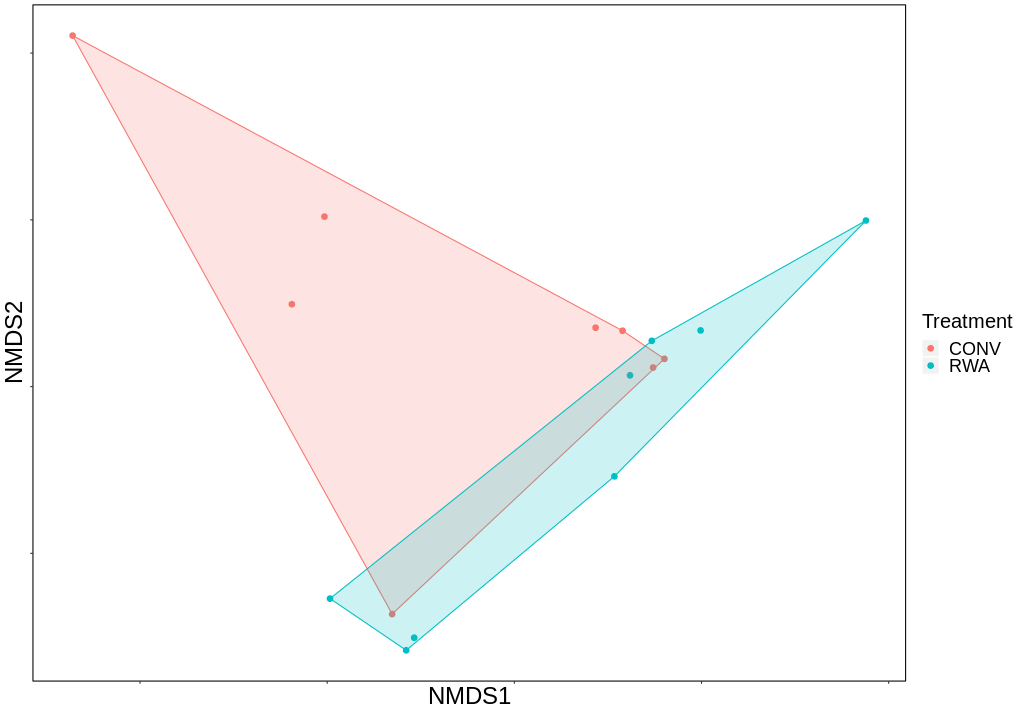 NMDS2
NMDS1
Treatment
CONV
RWA